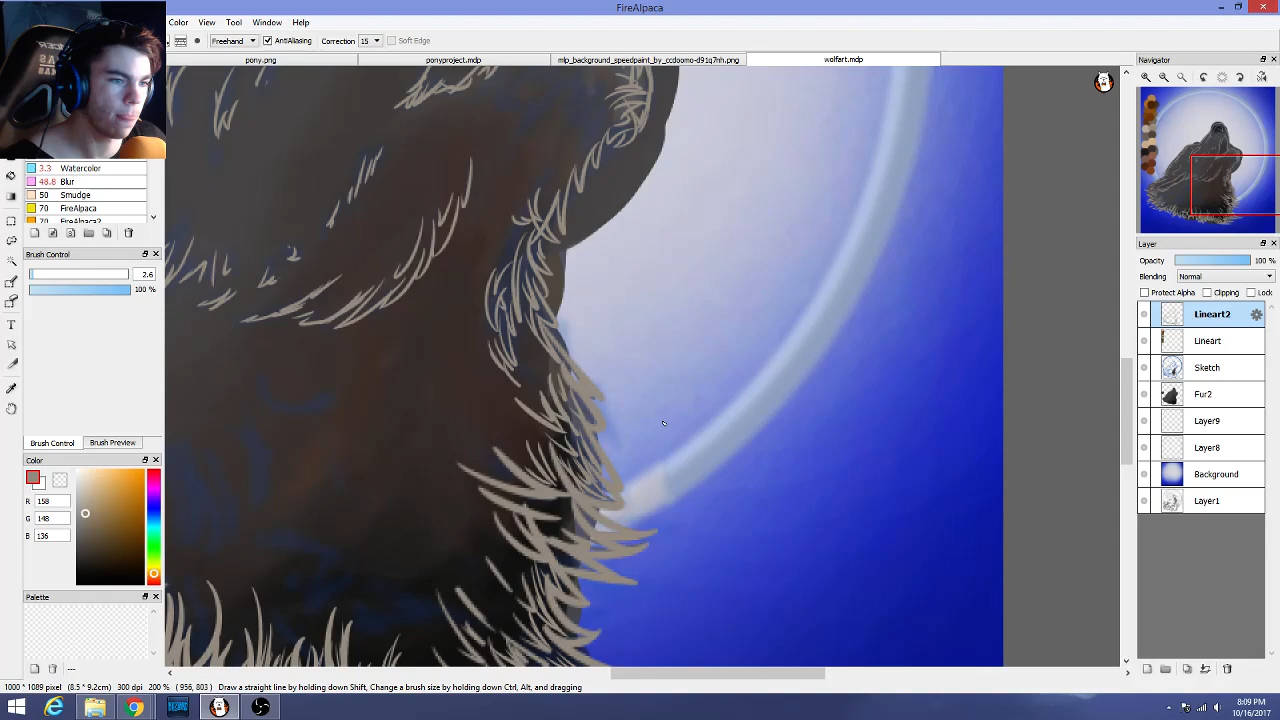 FireAlpaca
Color View Tool Window Help
Freehand AntiAliasing Correction 15 Soft Edge
pony.png ponyproject.mdp mlp_background_speedpaint_by_ccdoomo-d91q7nh.png wolfart.mdp
Navigator
3.3 Watercolor
48.8 Blur
50 Smudge
70 FireAlpaca
70 FireAlpaca2
Brush Control
2.6
100 %
Brush Control Brush Preview
Color
R 158
G 148
B 136
Palette
---
Layer
Opacity 100 %
Blending Normal
Protect Alpha Clipping Lock
Lineart2
Lineart
Sketch
Fur2
Layer9
Layer8
Background
Layer1
1000 * 1089 pixel (8.5 * 9.2cm) 300 dpi 200 % ( 956, 803 ) Draw a straight line by holding down Shift, Change a brush size by holding down Ctrl, Alt, and dragging
8:09 PM
10/16/2017